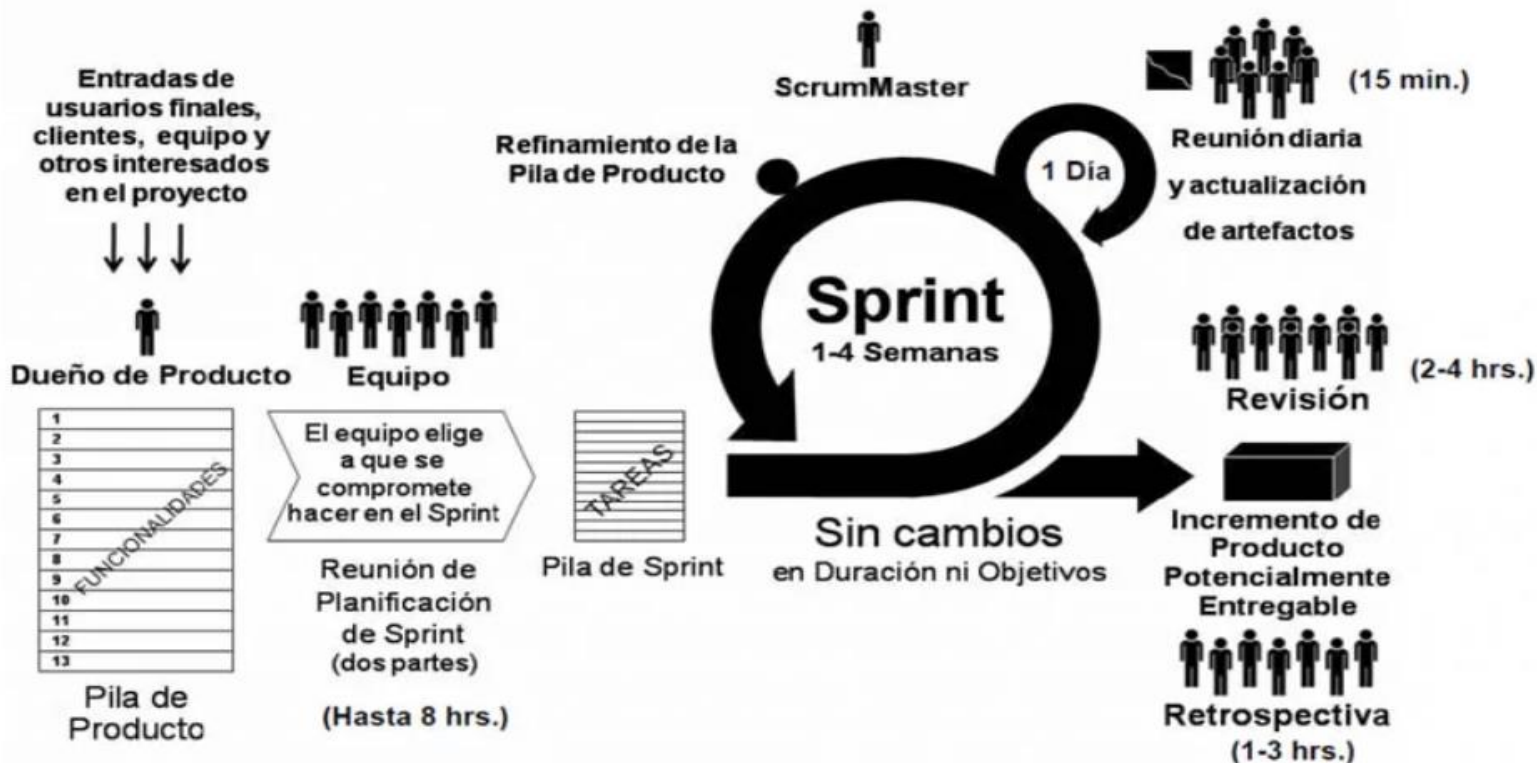 Entradas de
usuarios finales,
clientes, equipo y
otros interesados
en el proyecto
Dueño de Producto
1
2
3
4
5
6
7
8
9
10
11
12
13
FUNCIONALIDADES
Pila de
Producto
Equipo
El equipo elige
a que se
compromete
hacer en el Sprint
Reunión de
Planificación
de Sprint
(dos partes)
(Hasta 8 hrs.)
TAREAS
Pila de Sprint
ScrumMaster
Refinamiento de la
Pila de Producto
1 Día
Sprint
1-4 Semanas
Sin cambios
en Duración ni Objetivos
(15 min.)
Reunión diaria
y actualización
de artefactos
(2-4 hrs.)
Revisión
Incremento de
Producto
Potencialmente
Entregable
Retrospectiva
(1-3 hrs.)